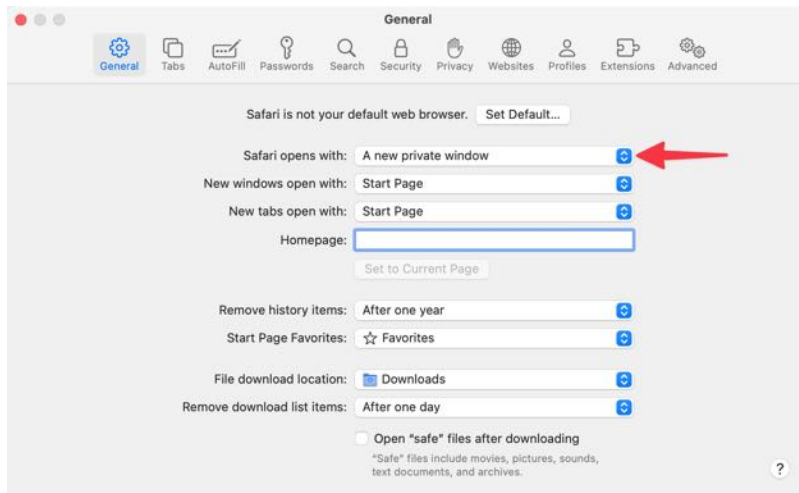 General
General Tabs AutoFill Passwords Search Security Privacy Websites Profiles Extensions Advanced
Safari is not your default web browser. Set Default...
Safari opens with: A new private window
New windows open with: Start Page
New tabs open with: Start Page
Homepage:
Set to Current Page
Remove history items: After one year
Start Page Favorites: Favorites
File download location: Downloads
Remove download list items: After one day
Open "safe" files after downloading
"Safe" files include movies, pictures, sounds,
text documents, and archives.
?